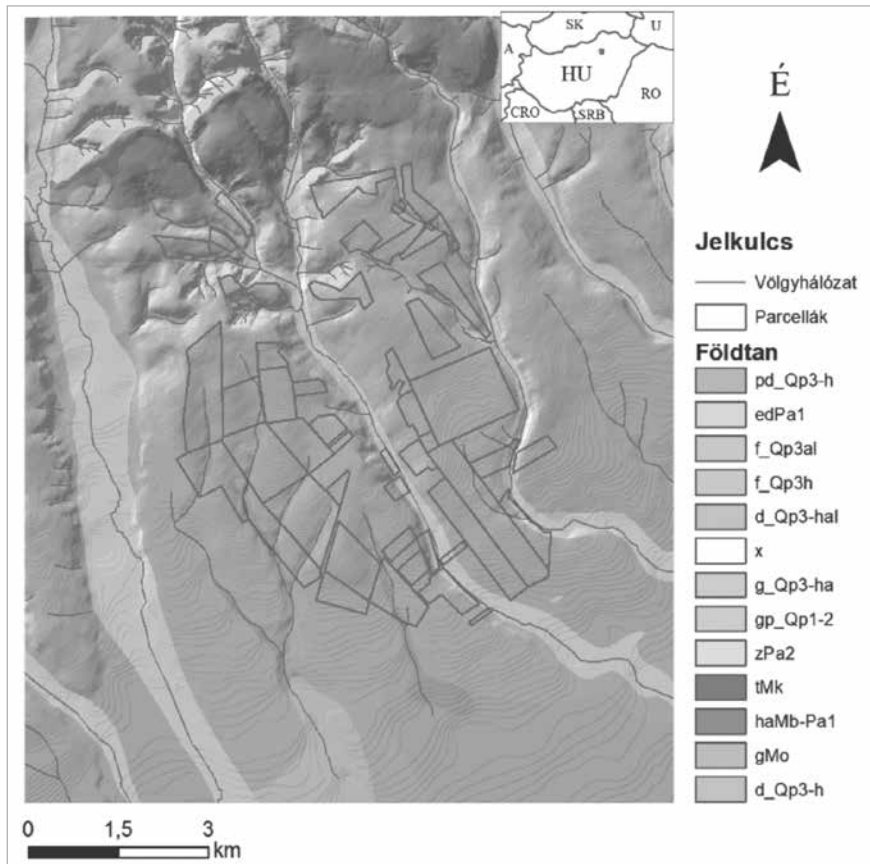 SK
U
A
HU
RO
CRO
SRB
É
Jelkulcs
Völgyhálózat
Parcellák
Földtan
pd_Qp3-h
edPa1
f_Qp3al
f_Qp3h
d_Qp3-hal
x
g_Qp3-ha
gp_Qp1-2
zPa2
tMk
haMb-Pa1
gMo
d_Qp3-h
0 1,5 3
km